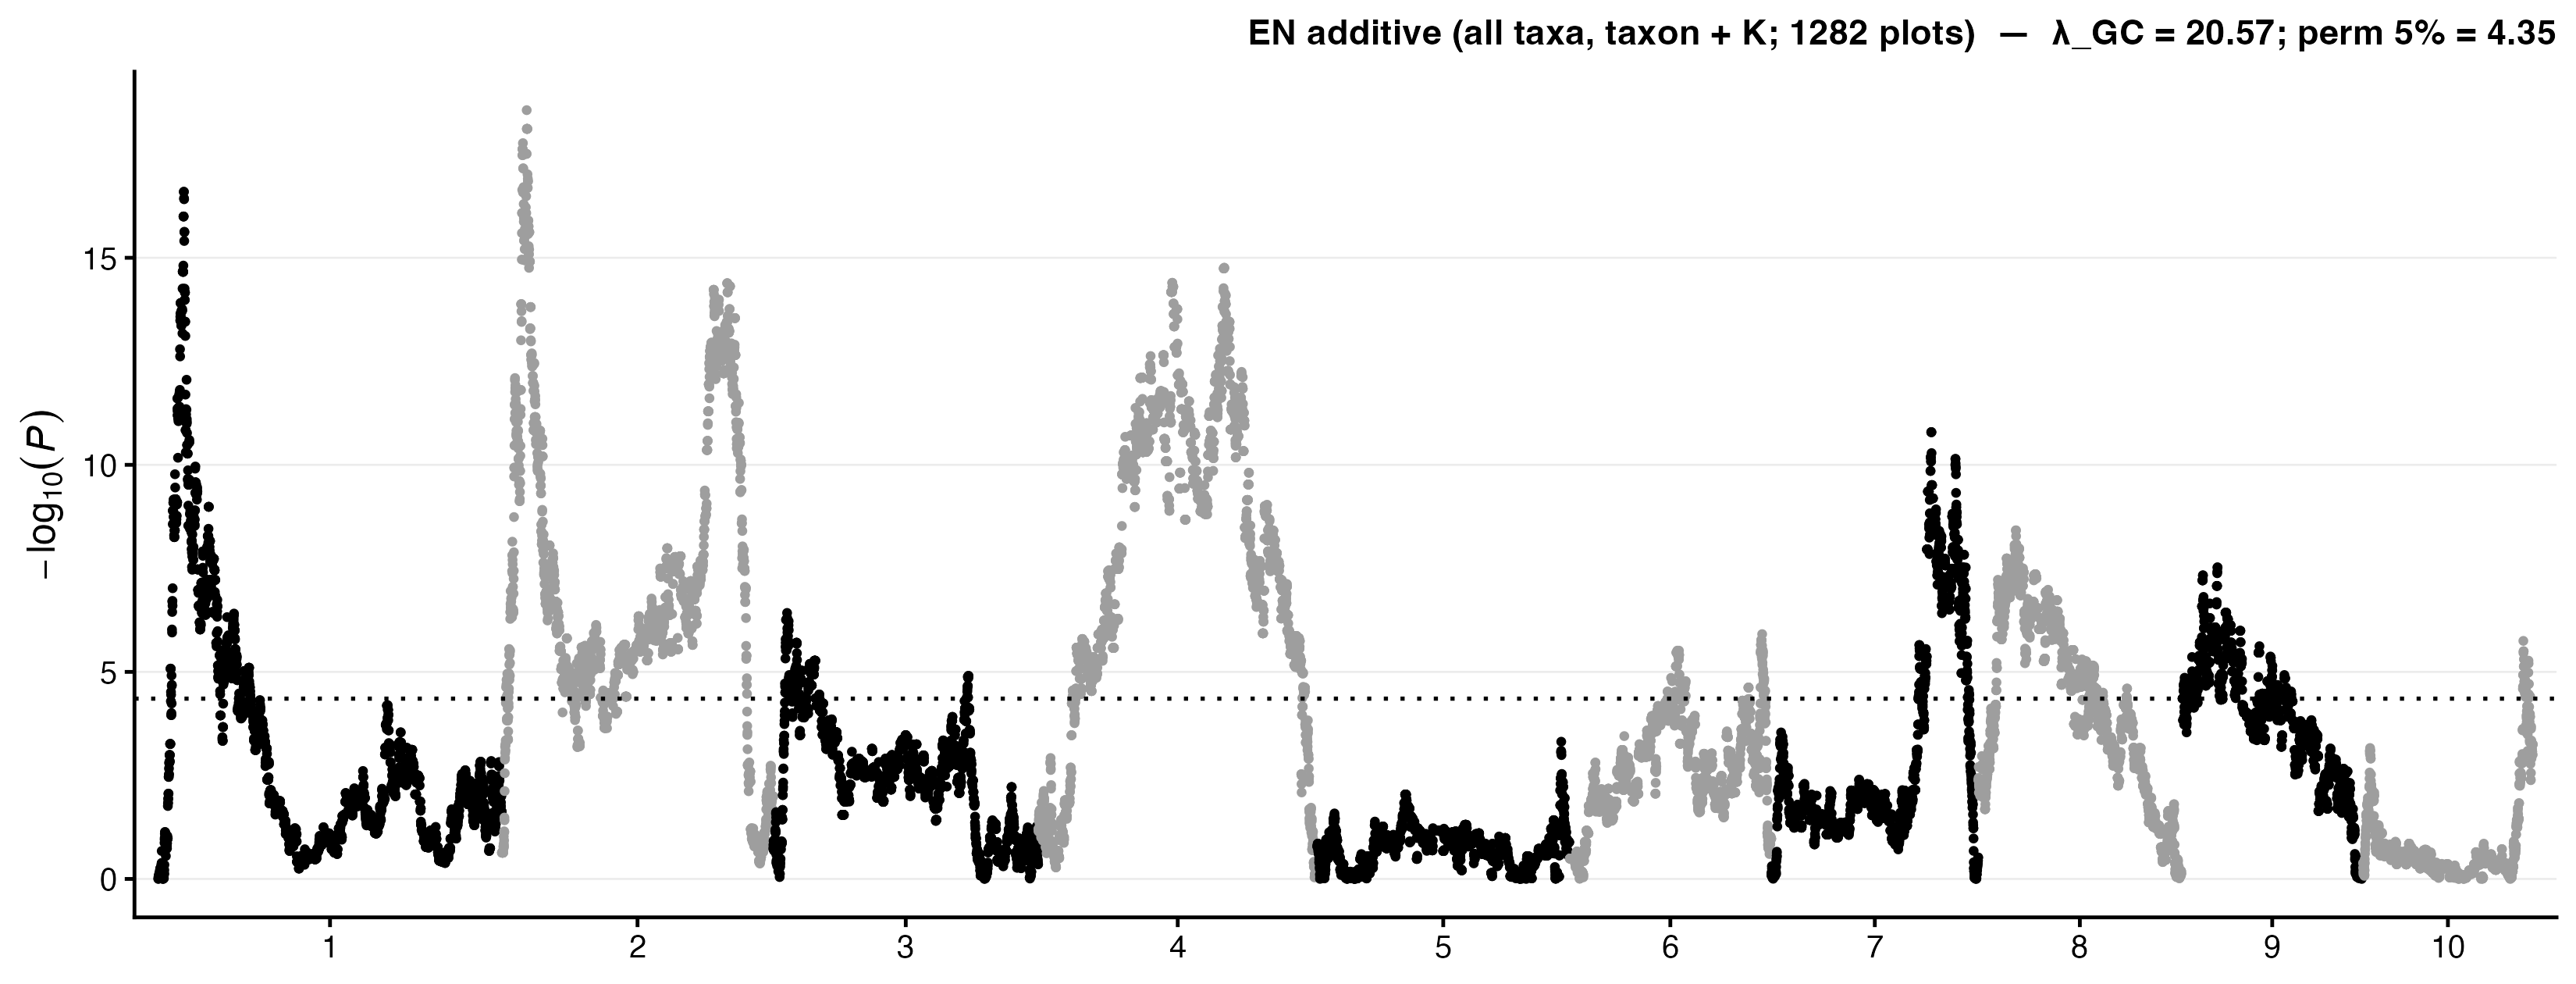 EN additive (all taxa, taxon + K; 1282 plots) — λ_GC = 20.57; perm 5% = 4.35
−log₁₀(P)
15
10
5
0
1 2 3 4 5 6 7 8 9 10